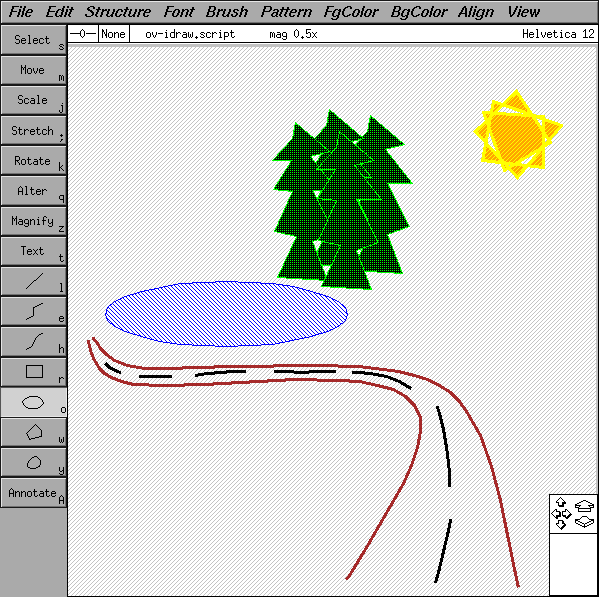 File Edit Structure Font Brush Pattern FgColor BgColor Align View
None ov-idraw.script mag 0.5x Helvetica 12
Select s
Move m
Scale j
Stretch ;
Rotate k
Alter q
Magnify z
Text t
l
e
h
r
o
w
y
Annotate A